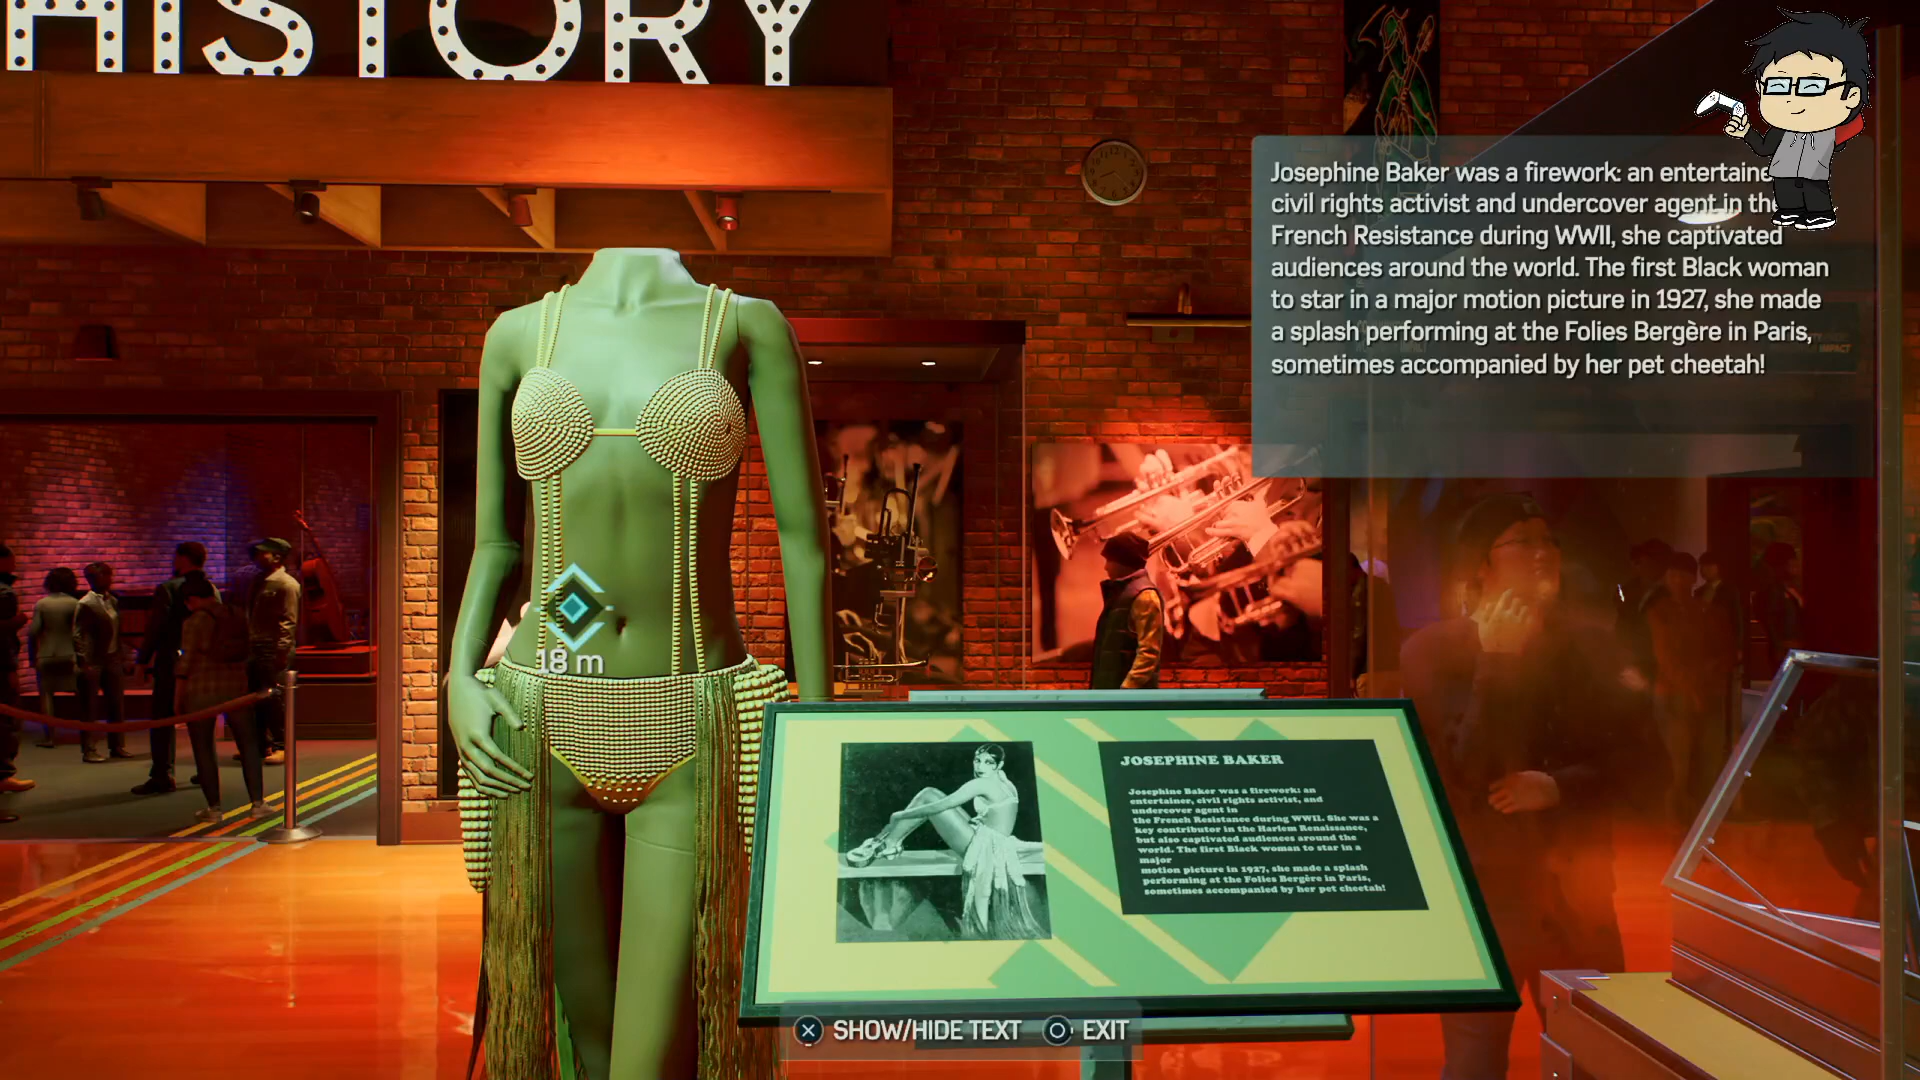 HISTORY
Josephine Baker was a firework: an entertaine
civil rights activist and undercover agent in the
French Resistance during WWII, she captivated
audiences around the world. The first Black woman
to star in a major motion picture in 1927, she made
a splash performing at the Folies Bergère in Paris,
sometimes accompanied by her pet cheetah!
IMPACT
18 m
JOSEPHINE BAKER
Josephine Baker was a firework: an
entertainer, civil rights activist, and
undercover agent in
the French Resistance during WWII. She was a
key contributor in the Harlem Renaissance,
but also captivated audiences around the
world. The first Black woman to star in a
major
motion picture in 1927, she made a splash
performing at the Folies Bergère in Paris,
sometimes accompanied by her pet cheetah!
SHOW/HIDE TEXT EXIT